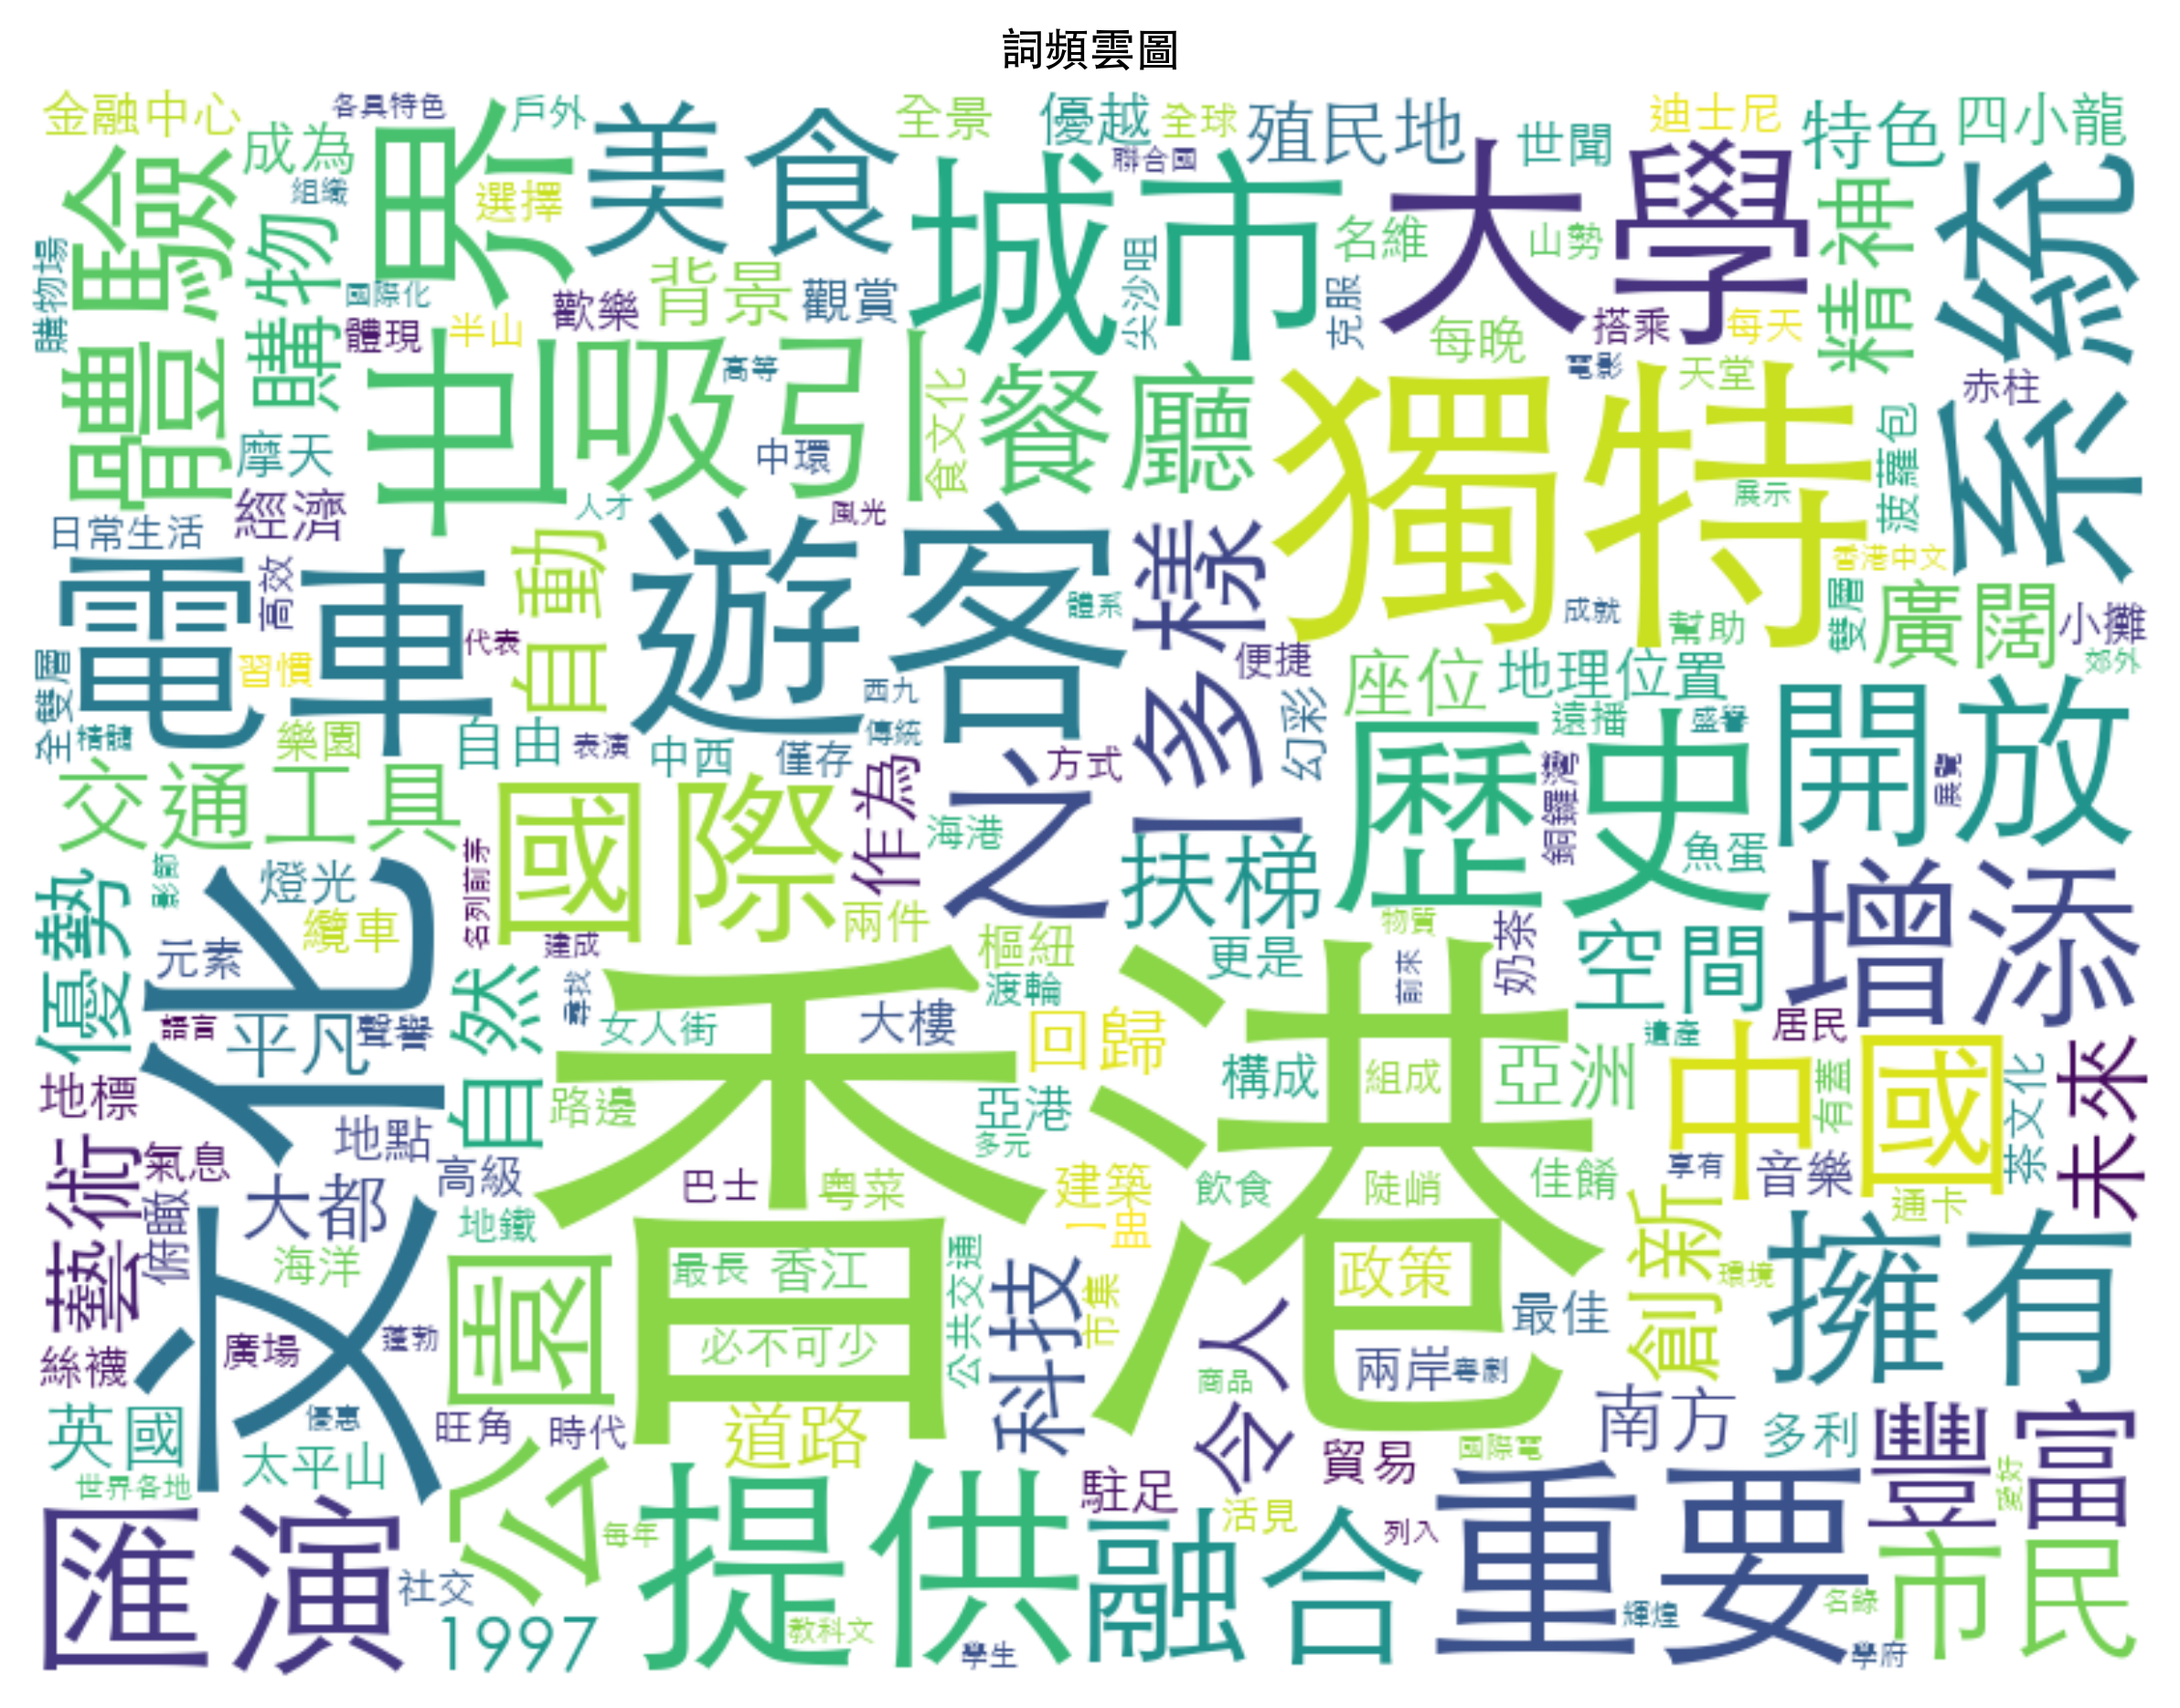 詞頻雲圖
金融中心
各具特色
戶外
美食
全景
優越
全球
殖民地
世聞
迪士尼
特色
四小龍
成為
世界
體驗
購物
城市
聯合國
大學
系統
組織
選擇
名維
山勢
精神
購物場
國際化
背景
觀賞
歡樂
尖沙咀
克服
體現
半山
每晚
搭乘
每天
吸引
高等
食文化
餐廳
獨特
電影
天堂
赤柱
摩天
中環
菠蘿包
經濟
人才
風光
展示
日常生活
電車
高效
自動
遊客
多樣
香港中文
體系
成就
幫助
雙層
廣闊
小攤
代表
便捷
郊外
全雙層
習慣
西九
幻彩
座位
地理位置
精髓
樂園
自由
表演
中西
僅存
傳統
方式
遠播
盛譽
歷史
開放
交通工具
國際
作為
之一
海港
扶梯
銅鑼灣
魚蛋
展覽
優勢
影節
文化
燈光
名列前茅
增添
元素
纜車
建成
兩件
樞紐
更是
物質
奶茶
空間
自然
尋找
香港
渡輪
前來
語言
平凡
聲譽
女人街
大樓
回歸
遺產
居民
中國
未來
地標
路邊
亞港
構成
組成
亞洲
有蓋
茶文化
藝術
地點
多元
氣息
高級
巴士
粵菜
建築
飲食
陡峭
佳餚
享有
音樂
俯瞰
大都
地鐵
一盅
創新
通卡
擁有
海洋
公園
最長
香江
公共交通
科技
市集
政策
環境
廣場
蓬勃
必不可少
令人
最佳
絲襪
商品
兩岸
粵劇
英國
優惠
旺角
時代
道路
南方
多利
豐富
太平山
貿易
國際電
世界各地
愛好
匯演
提供
駐足
融合
活見
列入
重要
每年
市民
社交
1997
教科文
學生
輝煌
名錄
學府